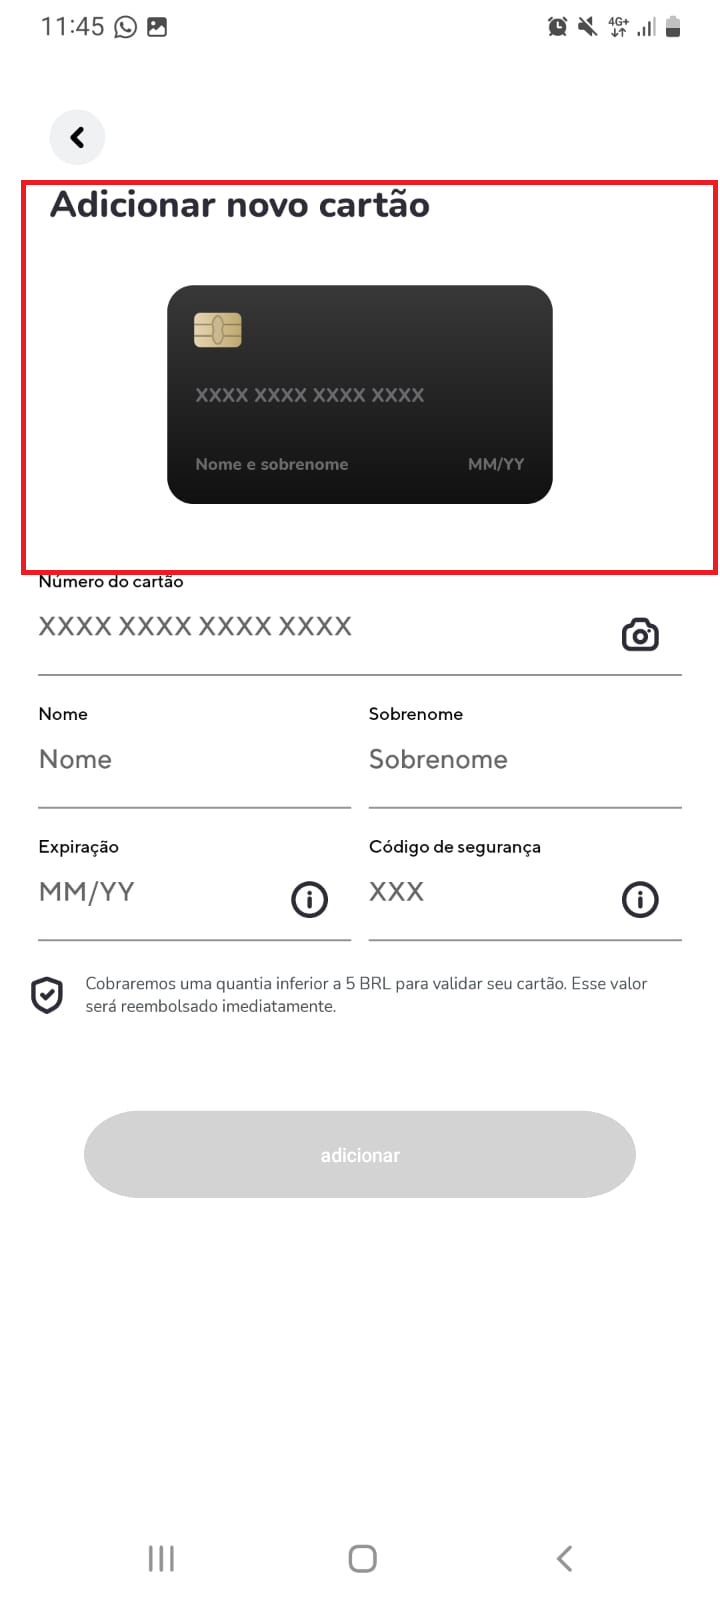 11:45
4G+
Adicionar novo cartão
XXXX XXXX XXXX XXXX
Nome e sobrenome MM/YY
Número do cartão
XXXX XXXX XXXX XXXX
Nome Sobrenome
Nome Sobrenome
Expiração Código de segurança
MM/YY XXX
Cobraremos uma quantia inferior a 5 BRL para validar seu cartão. Esse valor
será reembolsado imediatamente.
adicionar